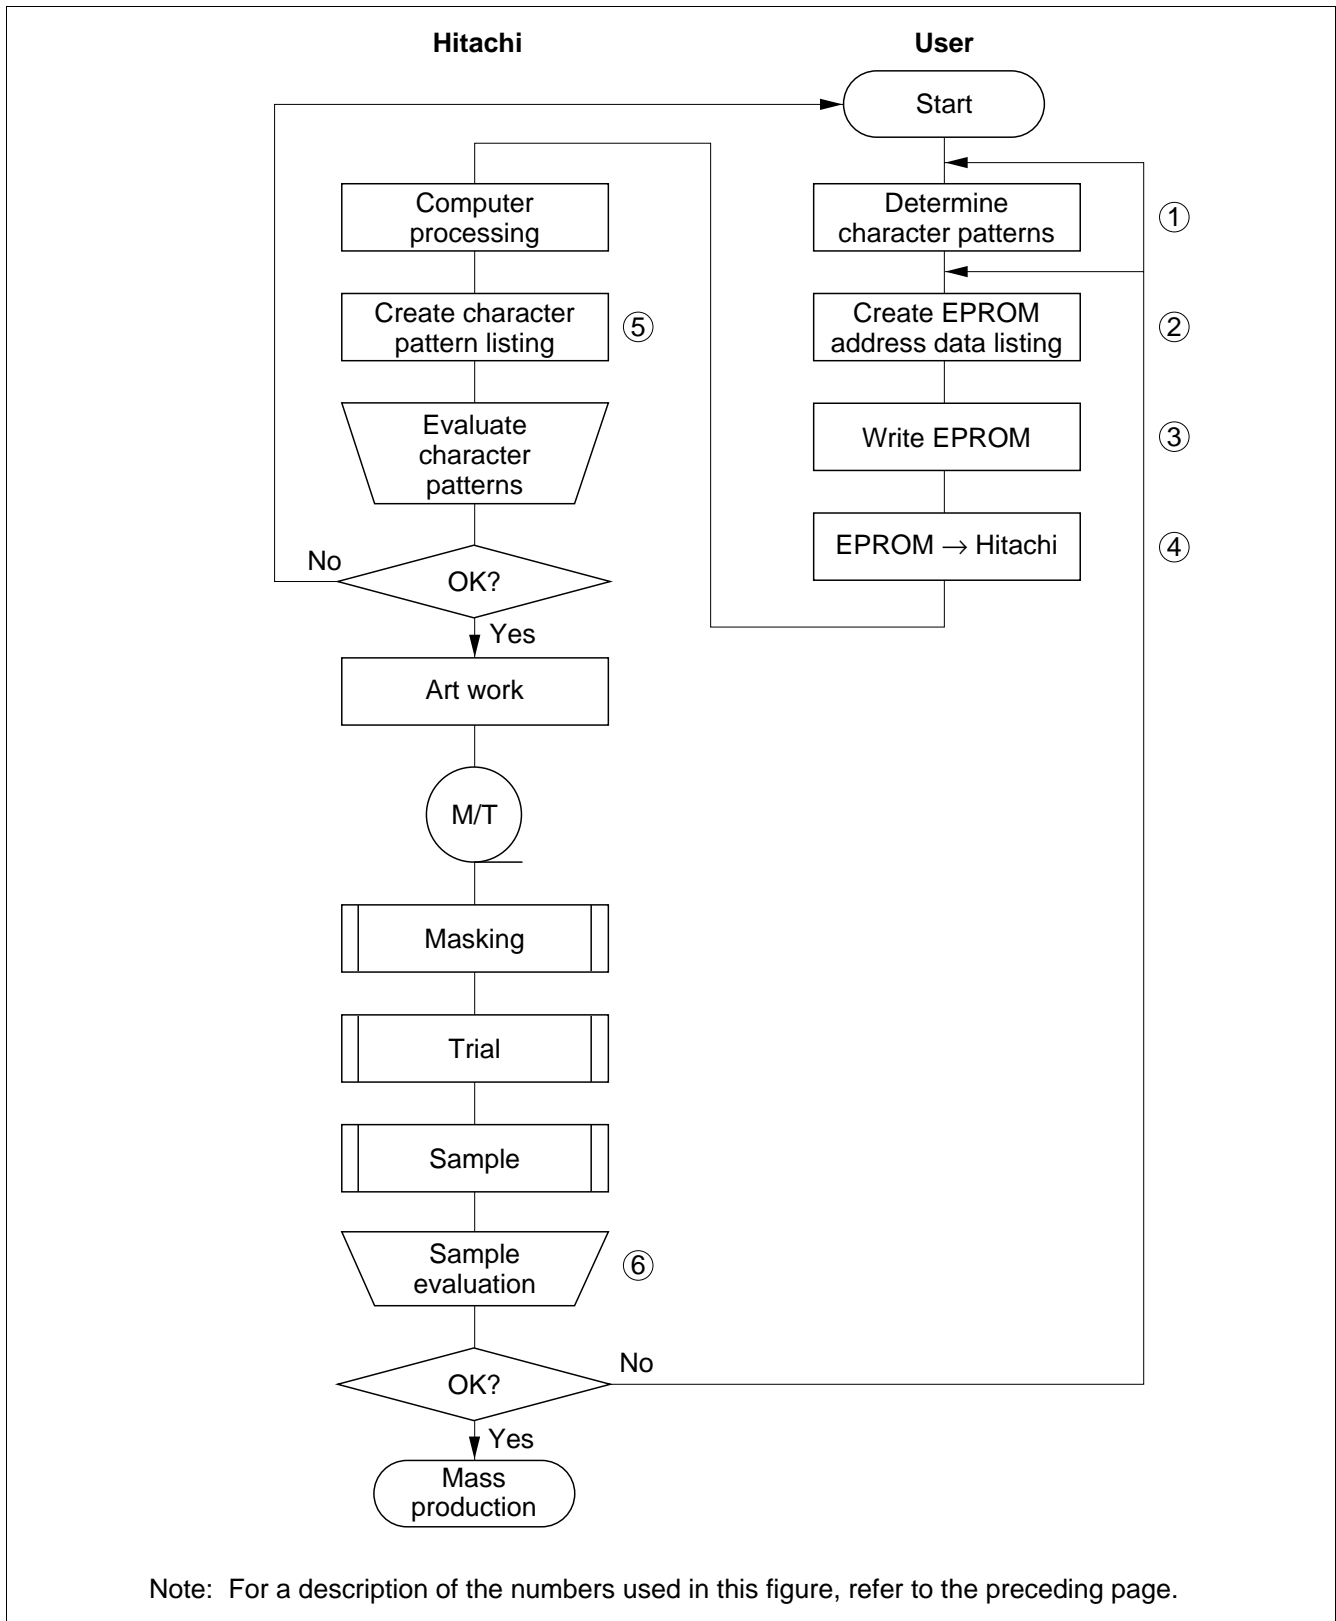 Hitachi
User
Start
Determine
character patterns
①
Create EPROM
address data listing
②
Write EPROM
③
EPROM → Hitachi
④
Computer
processing
Create character
pattern listing
⑤
Evaluate
character
patterns
OK?
No
Yes
Art work
M/T
Masking
Trial
Sample
Sample
evaluation
⑥
OK?
No
Yes
Mass
production
Note: For a description of the numbers used in this figure, refer to the preceding page.